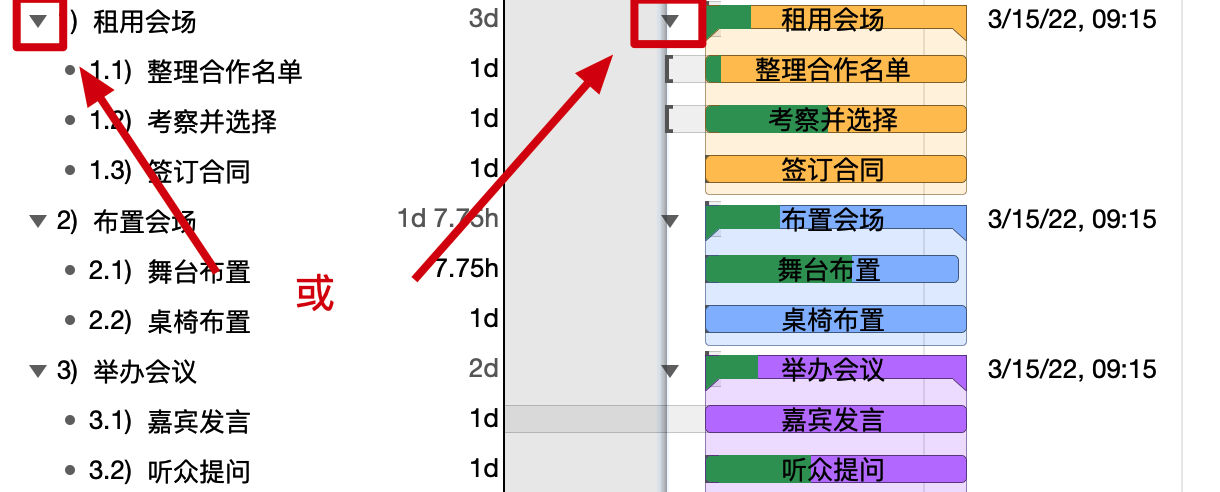 1) 租用会场 3d 租用会场 3/15/22, 09:15
1.1) 整理合作名单 1d 整理合作名单
1.2) 考察并选择 1d 考察并选择
1.3) 签订合同 1d 签订合同
2) 布置会场 1d 7.75h 布置会场 3/15/22, 09:15
2.1) 舞台布置 7.75h 舞台布置
或
2.2) 桌椅布置 1d 桌椅布置
3) 举办会议 2d 举办会议 3/15/22, 09:15
3.1) 嘉宾发言 1d 嘉宾发言
3.2) 听众提问 1d 听众提问